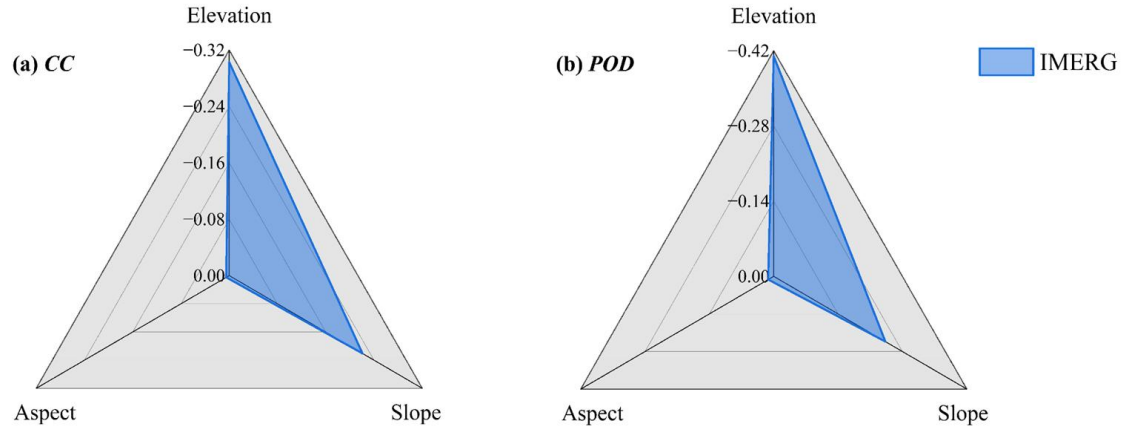 Elevation
(a) CC
−0.32
−0.24
−0.16
−0.08
0.00
Aspect
Slope
Elevation
(b) POD
−0.42
−0.28
−0.14
0.00
Aspect
Slope
IMERG